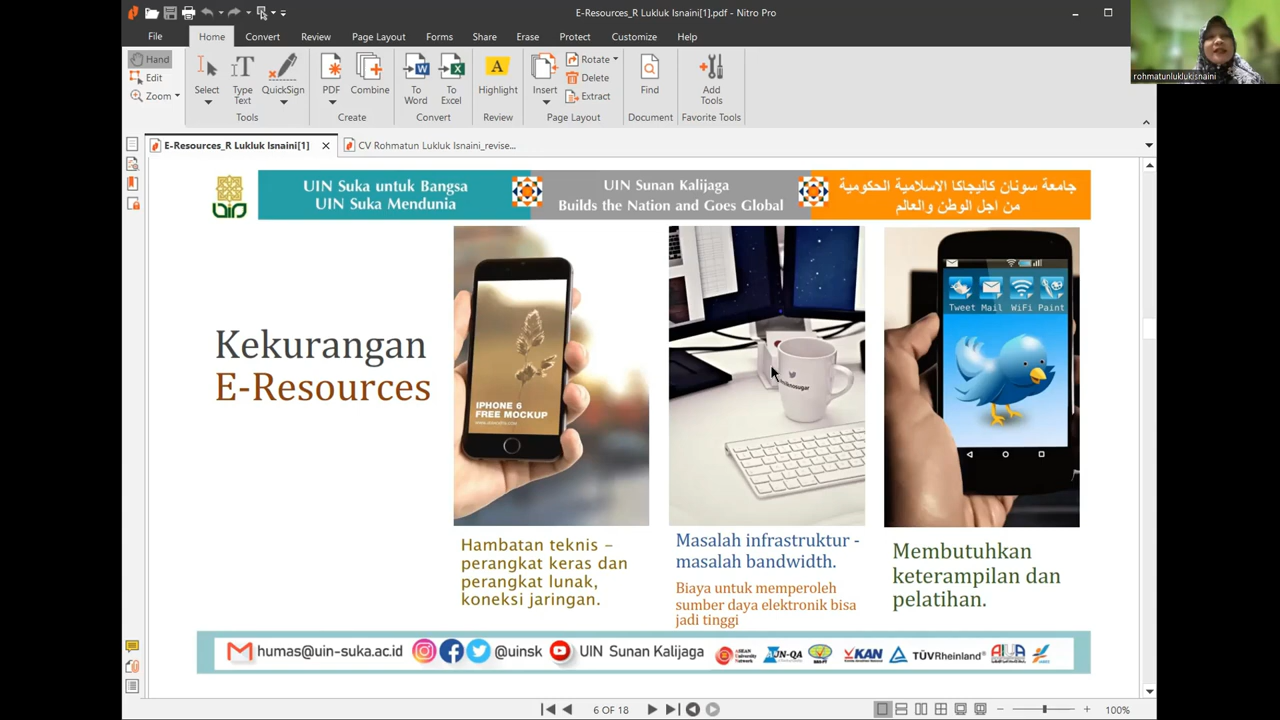 E-Resources_R Lukluk Isnaini[1].pdf - Nitro Pro
File Home Convert Review Page Layout Forms Share Erase Protect Customize Help
Hand
Edit
Zoom
Select
Type Text
QuickSign
Tools
PDF
Combine
Create
To Word
To Excel
Convert
Highlight
Review
Insert
Rotate
Delete
Extract
Page Layout
Find
Document
Add Tools
Favorite Tools
rohmatunluklukisnaini
E-Resources_R Lukluk Isnaini[1]
CV Rohmatun Lukluk Isnaini_revise...
UIN Suka untuk Bangsa
UIN Suka Mendunia
UIN Sunan Kalijaga
Builds the Nation and Goes Global
جامعة سونان كاليجاكا الاسلامية الحكومية
من اجل الوطن والعالم
Kekurangan
E-Resources
IPHONE 6
FREE MOCKUP
Tweet Mail WiFi Paint
Hambatan teknis –
perangkat keras dan
perangkat lunak,
koneksi jaringan.
Masalah infrastruktur -
masalah bandwidth.
Biaya untuk memperoleh
sumber daya elektronik bisa
jadi tinggi
Membutuhkan
keterampilan dan
pelatihan.
humas@uin-suka.ac.id
@uinsk
UIN Sunan Kalijaga
KAN
TÜVRheinland
6 OF 18
100%